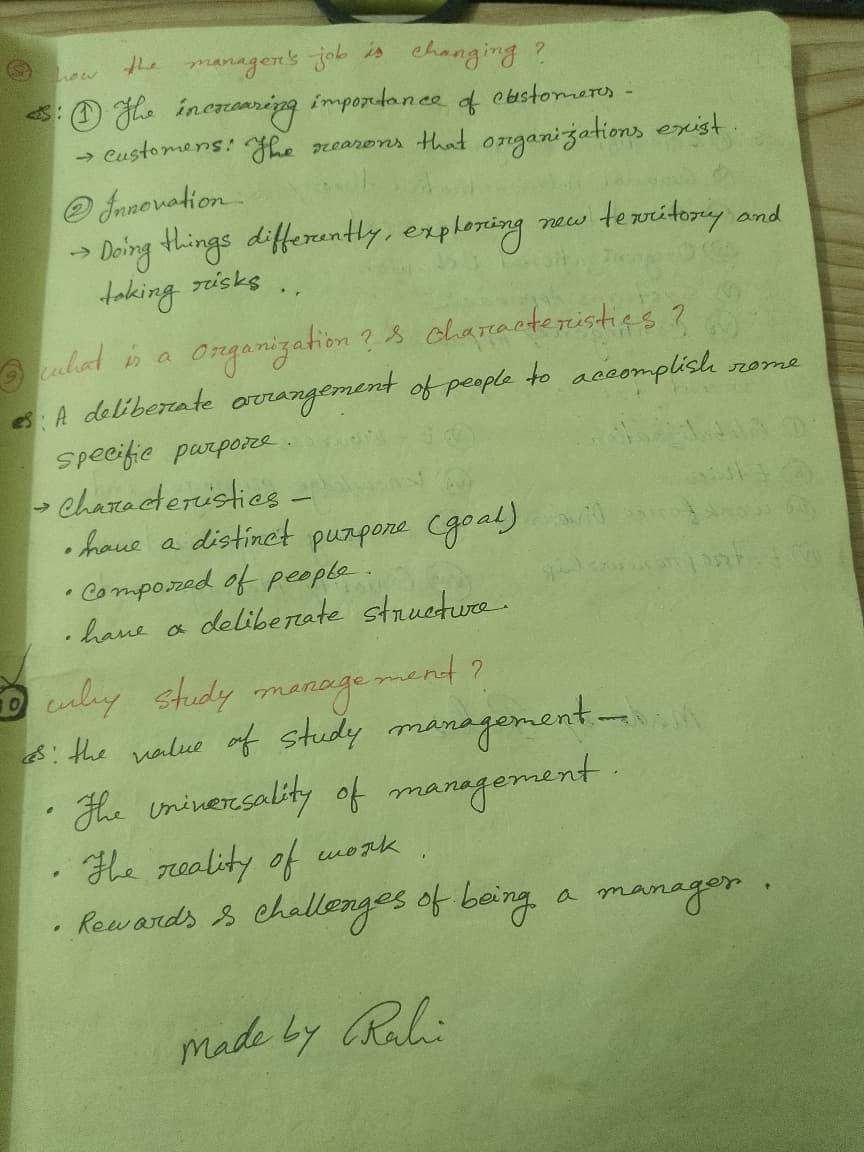 ⑧ how the manager's job is changing ?
es: ① The increasing importance of customers -
→ customers: The reasons that organizations exist.
② Innovation
→ Doing things differently, exploring new territory and
taking risks ..
⑨ what is a organization ? & characteristics ?
es: A deliberate arrangement of people to accomplish some
specific purpose.
→ characteristics -
• have a distinct purpose (goal)
• composed of people.
• have a deliberate structure.
10 why study management ?
es: the value of study management -
• The universality of management.
• The reality of work.
• Rewards & challenges of being a manager.
made by Rahi